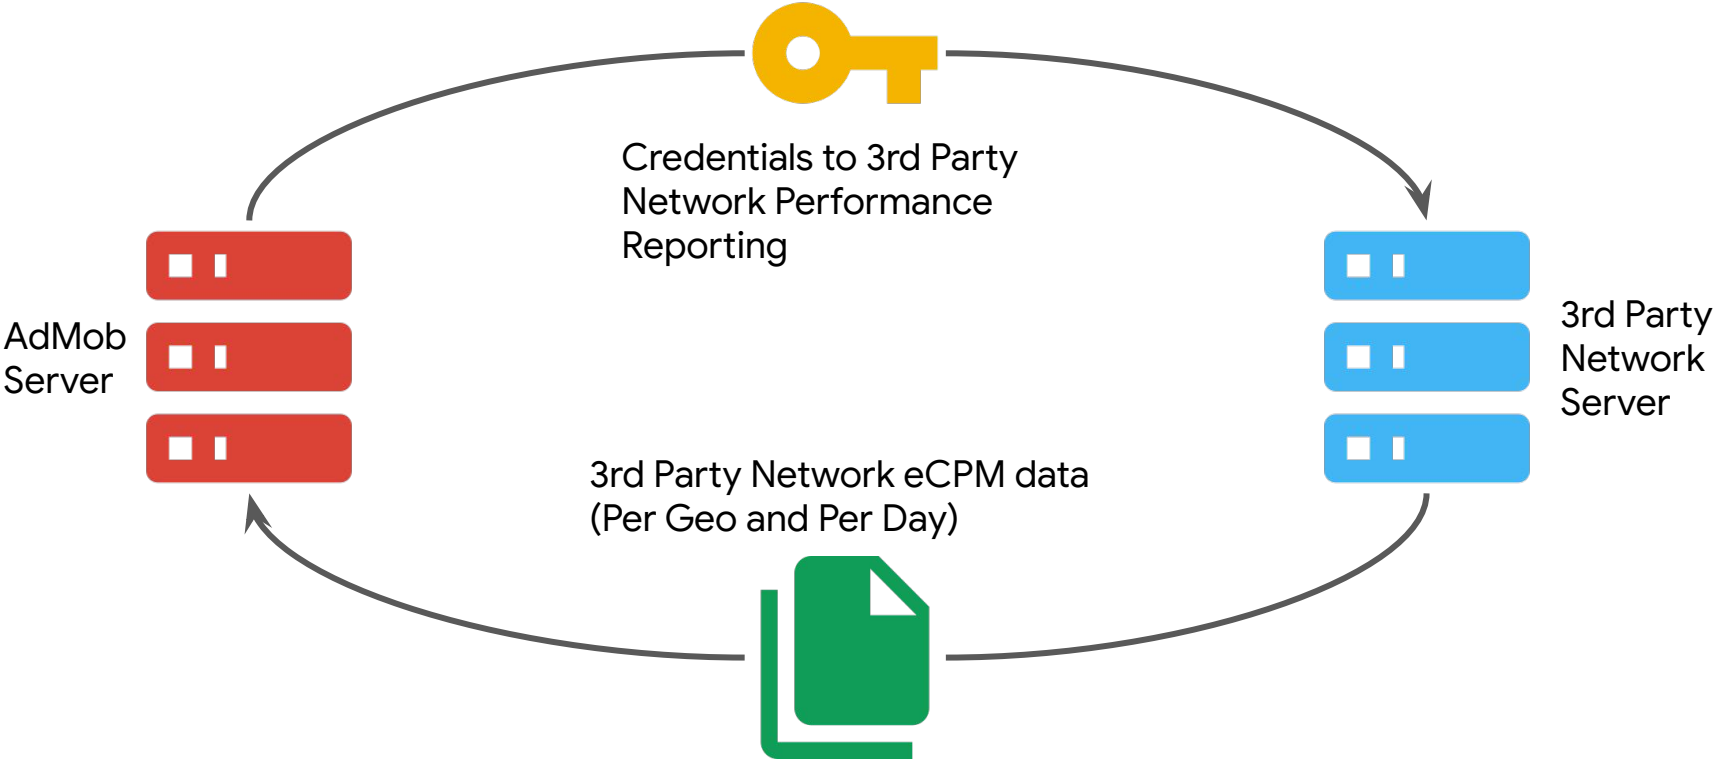 Credentials to 3rd Party
Network Performance
Reporting
AdMob
Server
3rd Party
Network
Server
3rd Party Network eCPM data
(Per Geo and Per Day)